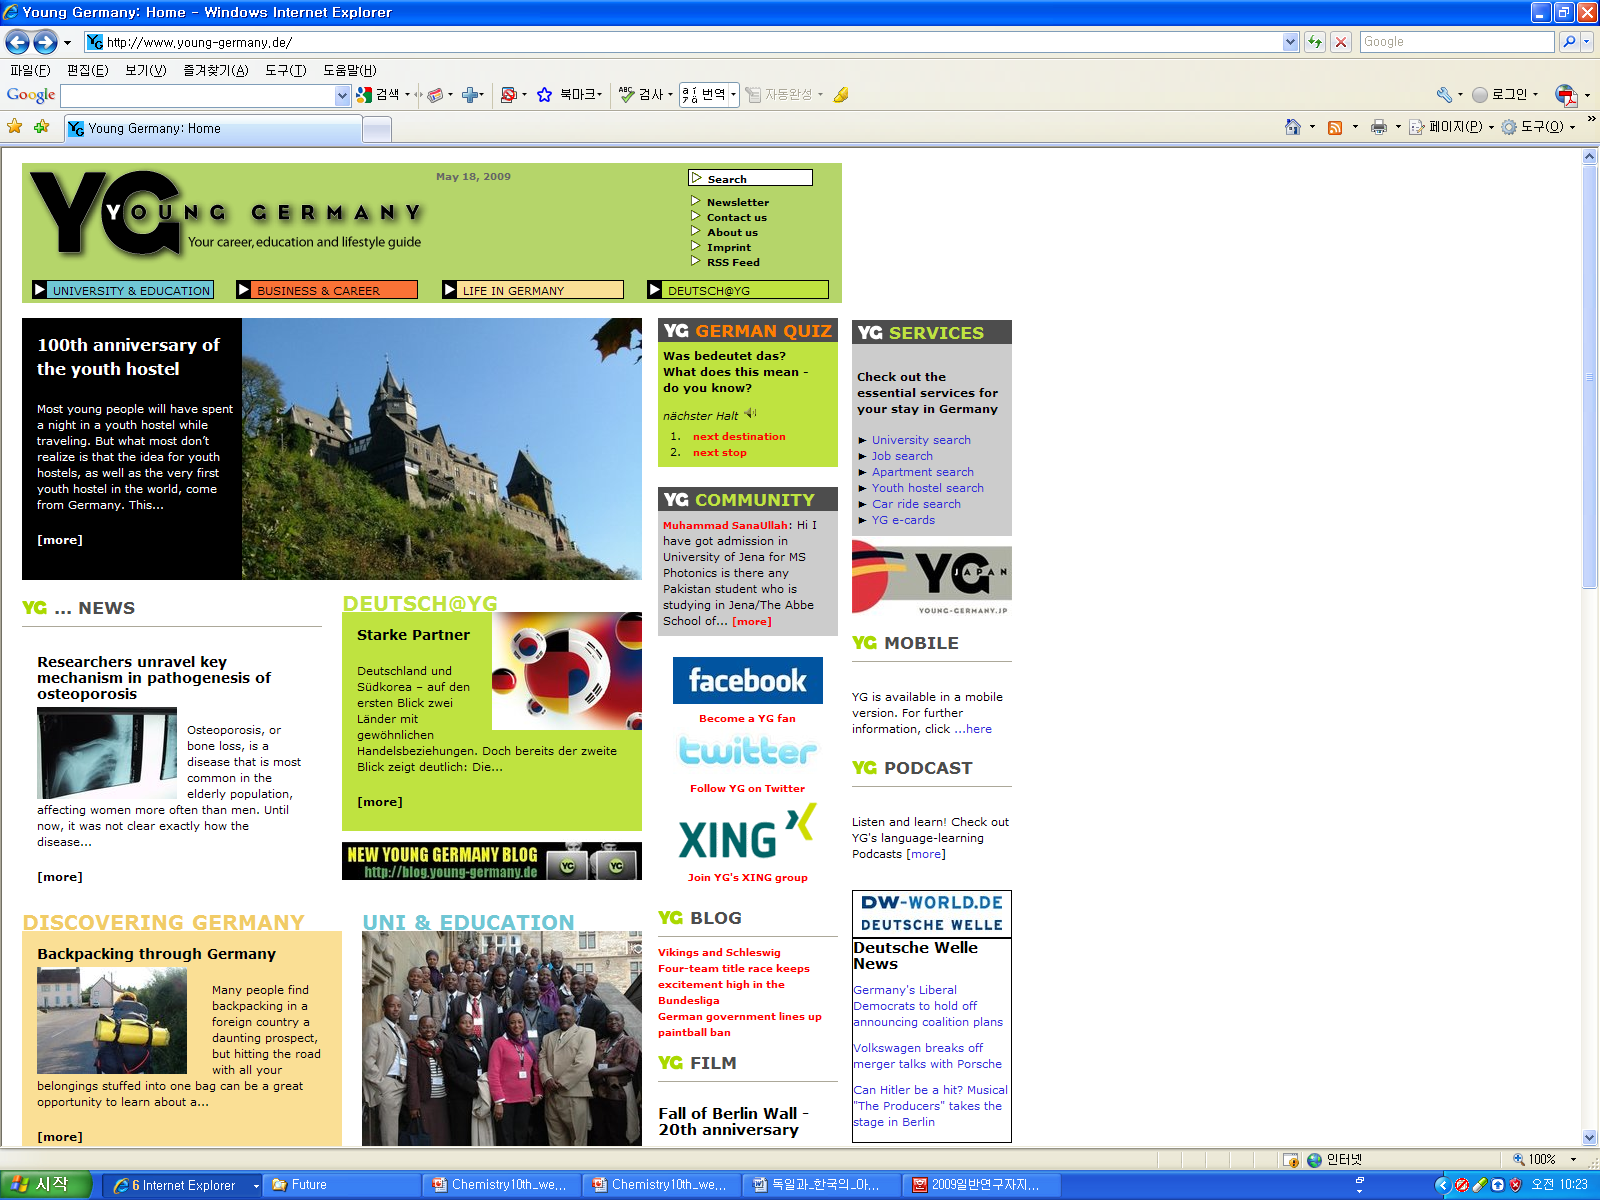 Young Germany: Home - Windows Internet Explorer
http://www.young-germany.de/
Google
파일(F) 편집(E) 보기(V) 즐겨찾기(A) 도구(T) 도움말(H)
Google 검색 북마크 검사 번역 자동완성 로그인
Young Germany: Home
페이지(P) 도구(O)
YG YOUNG GERMANY
Your career, education and lifestyle guide
May 18, 2009
Search
Newsletter
Contact us
About us
Imprint
RSS Feed
UNIVERSITY & EDUCATION
BUSINESS & CAREER
LIFE IN GERMANY
DEUTSCH@YG
100th anniversary of
the youth hostel
Most young people will have spent
a night in a youth hostel while
traveling. But what most don't
realize is that the idea for youth
hostels, as well as the very first
youth hostel in the world, come
from Germany. This...
[more]
YG ... NEWS
Researchers unravel key
mechanism in pathogenesis of
osteoporosis
Osteoporosis, or
bone loss, is a
disease that is most
common in the
elderly population,
affecting women more often than men. Until
now, it was not clear exactly how the
disease...
[more]
DEUTSCH@YG
Starke Partner
Deutschland und
Südkorea – auf den
ersten Blick zwei
Länder mit
gewöhnlichen
Handelsbeziehungen. Doch bereits der zweite
Blick zeigt deutlich: Die...
[more]
NEW YOUNG GERMANY BLOG
http://blog.young-germany.de
YG YG
DISCOVERING GERMANY
Backpacking through Germany
Many people find
backpacking in a
foreign country a
daunting prospect,
but hitting the road
with all your
belongings stuffed into one bag can be a great
opportunity to learn about a...
[more]
UNI & EDUCATION
YG GERMAN QUIZ
Was bedeutet das?
What does this mean -
do you know?
nächster Halt
1. next destination
2. next stop
YG COMMUNITY
Muhammad SanaUllah: Hi I
have got admission in
University of Jena for MS
Photonics is there any
Pakistan student who is
studying in Jena/The Abbe
School of... [more]
facebook
Become a YG fan
twitter
Follow YG on Twitter
XING
Join YG's XING group
YG BLOG
Vikings and Schleswig
Four-team title race keeps
excitement high in the
Bundesliga
German government lines up
paintball ban
YG FILM
Fall of Berlin Wall -
20th anniversary
YG SERVICES
Check out the
essential services for
your stay in Germany
University search
Job search
Apartment search
Youth hostel search
Car ride search
YG e-cards
YG JAPAN
YOUNG-GERMANY.JP
YG MOBILE
YG is available in a mobile
version. For further
information, click ...here
YG PODCAST
Listen and learn! Check out
YG's language-learning
Podcasts [more]
DW-WORLD.DE
DEUTSCHE WELLE
Deutsche Welle
News
Germany's Liberal
Democrats to hold off
announcing coalition plans
Volkswagen breaks off
merger talks with Porsche
Can Hitler be a hit? Musical
"The Producers" takes the
stage in Berlin
인터넷 100%
시작 6 Internet Explorer Future Chemistry10th_we... Chemistry10th_we... 독일과_한국의_아... 2009일반연구자지... 오전 10:23